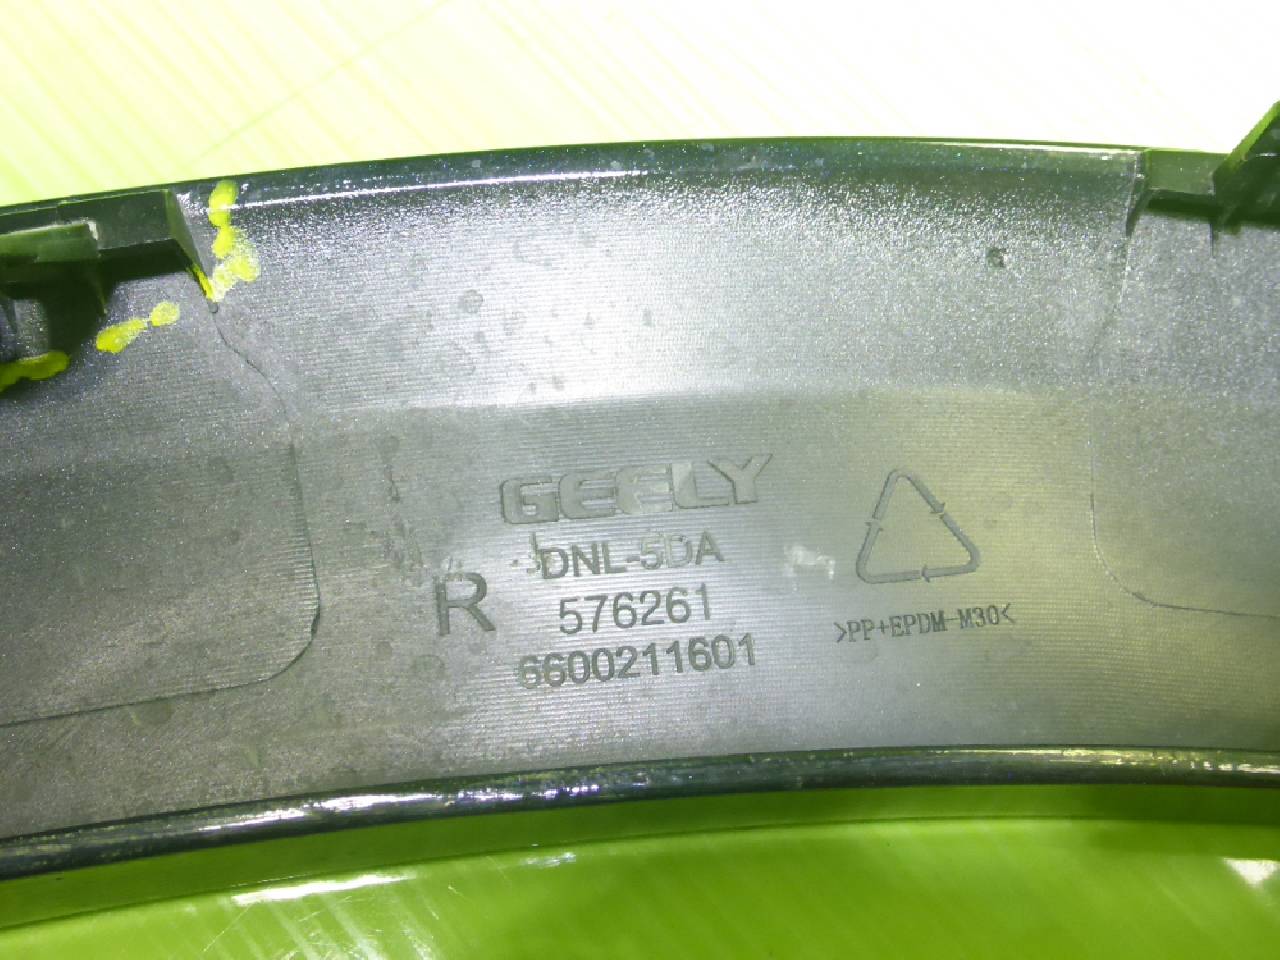 GEELY
DNL-5DA
R
576261
6600211601
>PP+EPDM-M30<